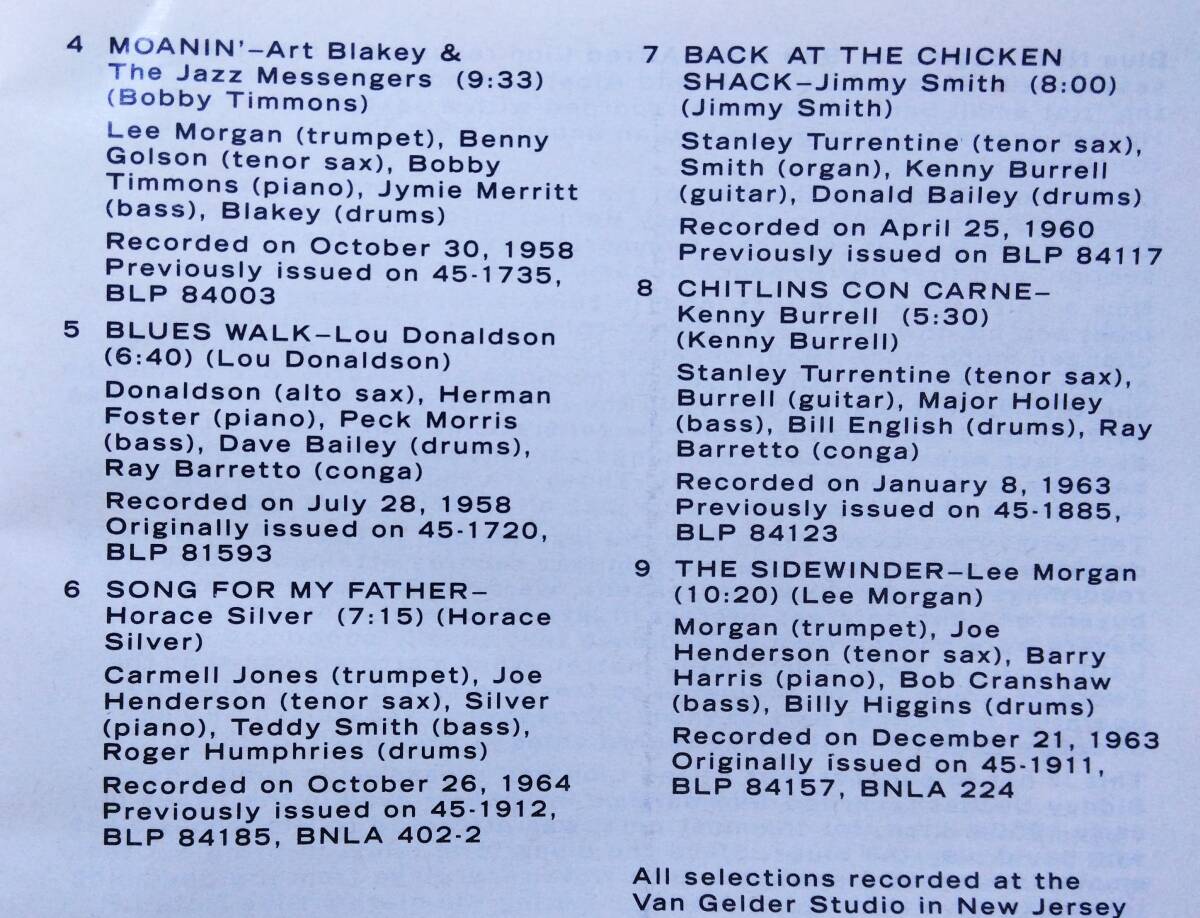 4 MOANIN'–Art Blakey &
The Jazz Messengers (9:33)
(Bobby Timmons)
Lee Morgan (trumpet), Benny
Golson (tenor sax), Bobby
Timmons (piano), Jymie Merritt
(bass), Blakey (drums)
Recorded on October 30, 1958
Previously issued on 45-1735,
BLP 84003
5 BLUES WALK–Lou Donaldson
(6:40) (Lou Donaldson)
Donaldson (alto sax), Herman
Foster (piano), Peck Morris
(bass), Dave Bailey (drums),
Ray Barretto (conga)
Recorded on July 28, 1958
Originally issued on 45-1720,
BLP 81593
6 SONG FOR MY FATHER–
Horace Silver (7:15) (Horace
Silver)
Carmell Jones (trumpet), Joe
Henderson (tenor sax), Silver
(piano), Teddy Smith (bass),
Roger Humphries (drums)
Recorded on October 26, 1964
Previously issued on 45-1912,
BLP 84185, BNLA 402-2
7 BACK AT THE CHICKEN
SHACK–Jimmy Smith (8:00)
(Jimmy Smith)
Stanley Turrentine (tenor sax),
Smith (organ), Kenny Burrell
(guitar), Donald Bailey (drums)
Recorded on April 25, 1960
Previously issued on BLP 84117
8 CHITLINS CON CARNE–
Kenny Burrell (5:30)
(Kenny Burrell)
Stanley Turrentine (tenor sax),
Burrell (guitar), Major Holley
(bass), Bill English (drums), Ray
Barretto (conga)
Recorded on January 8, 1963
Previously issued on 45-1885,
BLP 84123
9 THE SIDEWINDER–Lee Morgan
(10:20) (Lee Morgan)
Morgan (trumpet), Joe
Henderson (tenor sax), Barry
Harris (piano), Bob Cranshaw
(bass), Billy Higgins (drums)
Recorded on December 21, 1963
Originally issued on 45-1911,
BLP 84157, BNLA 224
All selections recorded at the
Van Gelder Studio in New Jersey